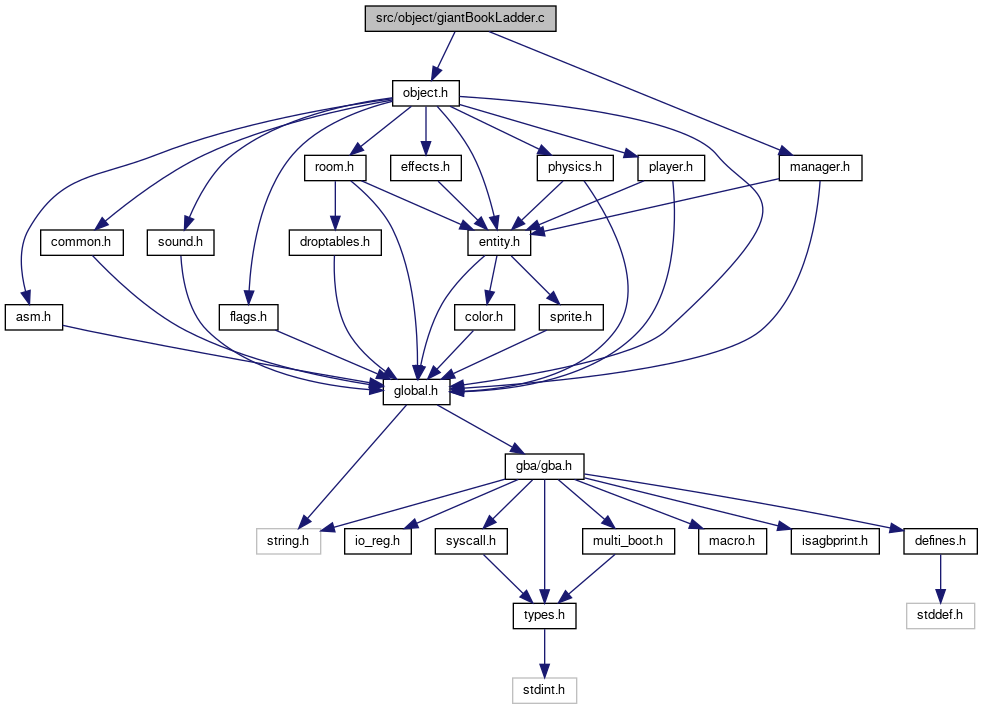 src/object/giantBookLadder.c
object.h
room.h
effects.h
physics.h
player.h
manager.h
common.h
sound.h
droptables.h
entity.h
asm.h
flags.h
color.h
sprite.h
global.h
gba/gba.h
string.h
io_reg.h
syscall.h
multi_boot.h
macro.h
isagbprint.h
defines.h
types.h
stddef.h
stdint.h